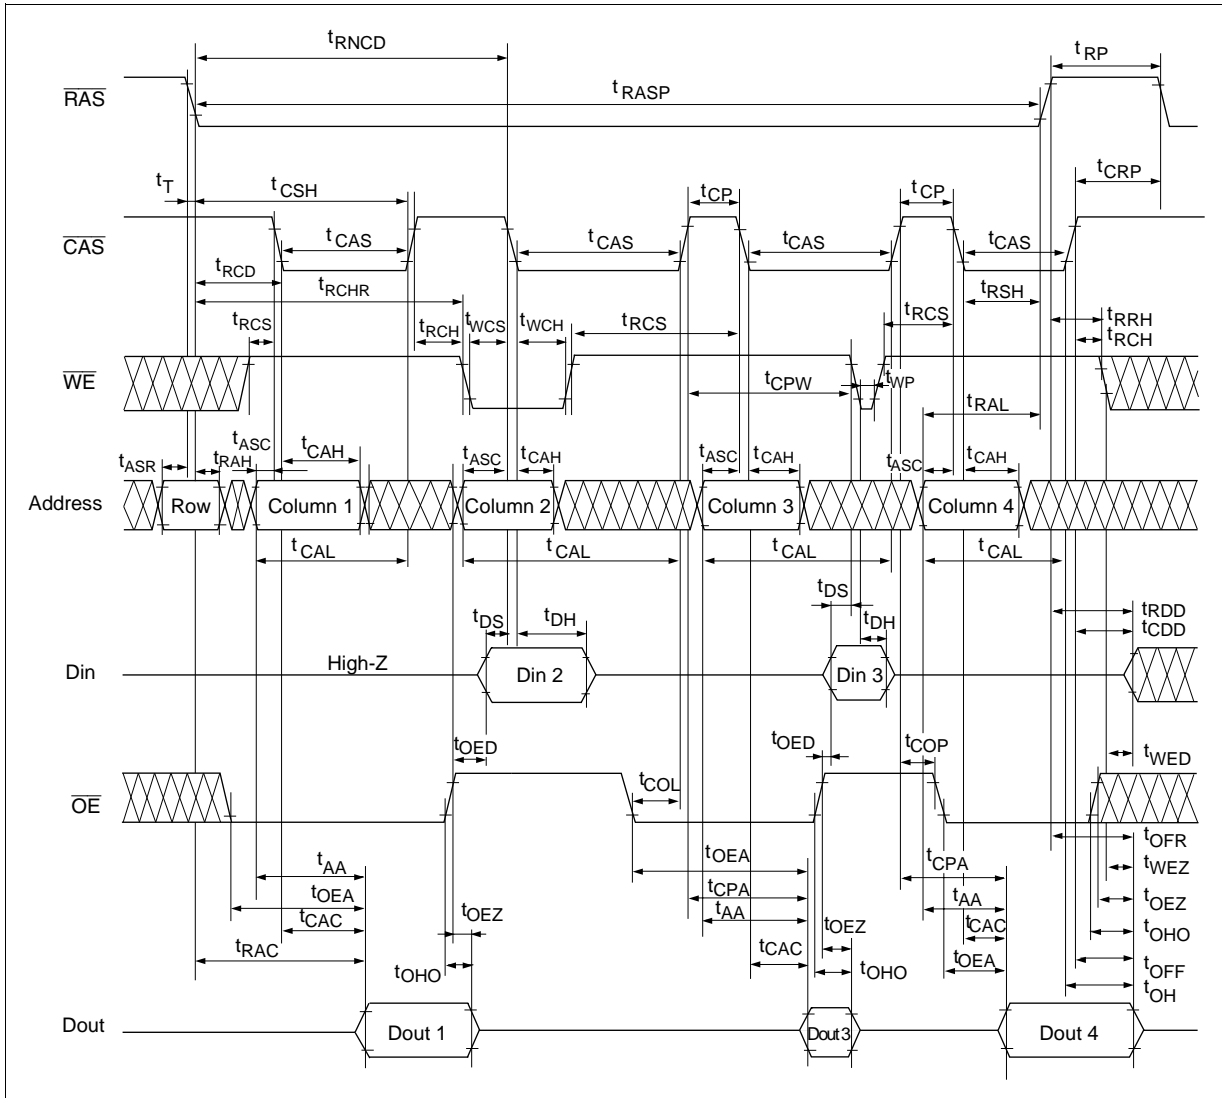 tRNCD
tRP
RAS
tRASP
tT
tCSH
tCP
tCP
tCRP
CAS
tCAS
tCAS
tCAS
tCAS
tRCD
tRCHR
tRSH
tRCS
tRCH
tWCS
tWCH
tRCS
tRCS
tRRH
tRCH
WE
tCPW
tWP
tRAL
tASR
tRAH
tASC
tCAH
tASC
tCAH
tASC
tCAH
tASC
tCAH
Address
Row
Column 1
Column 2
Column 3
Column 4
tCAL
tCAL
tCAL
tCAL
tDS
tDH
tDS
tDH
tRDD
tCDD
Din
High-Z
Din 2
Din 3
tOED
tOED
tCOP
tWED
OE
tCOL
tOFR
tAA
tOEA
tCPA
tWEZ
tOEA
tCPA
tAA
tOEZ
tCAC
tOEZ
tAA
tOEZ
tCAC
tOHO
tRAC
tOHO
tCAC
tOHO
tOEA
tOFF
tOH
Dout
Dout 1
Dout 3
Dout 4